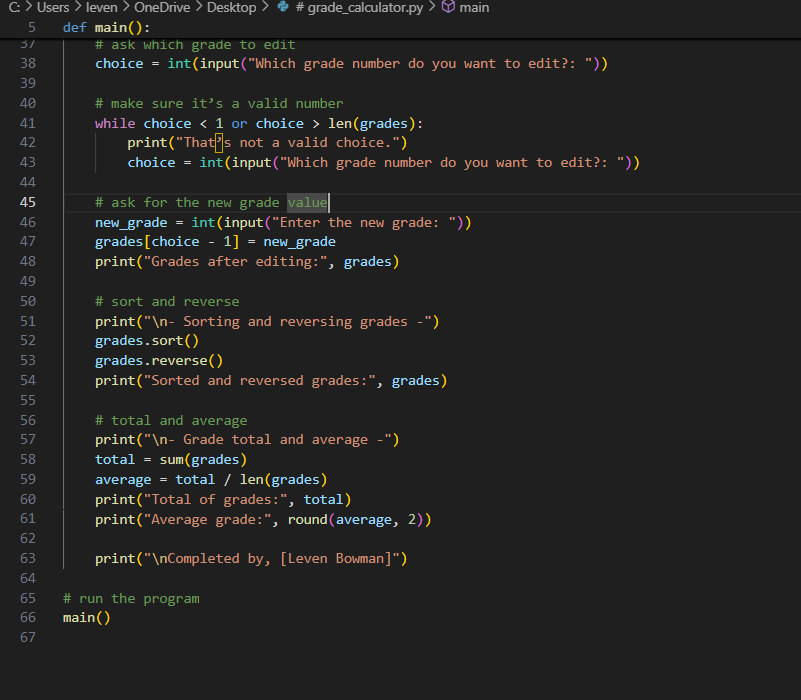 C: > Users > leven > OneDrive > Desktop > # grade_calculator.py > main
5 def main():
37 # ask which grade to edit
38 choice = int(input("Which grade number do you want to edit?: "))
39
40 # make sure it’s a valid number
41 while choice < 1 or choice > len(grades):
42 print("That’s not a valid choice.")
43 choice = int(input("Which grade number do you want to edit?: "))
44
45 # ask for the new grade value
46 new_grade = int(input("Enter the new grade: "))
47 grades[choice - 1] = new_grade
48 print("Grades after editing:", grades)
49
50 # sort and reverse
51 print("\n- Sorting and reversing grades -")
52 grades.sort()
53 grades.reverse()
54 print("Sorted and reversed grades:", grades)
55
56 # total and average
57 print("\n- Grade total and average -")
58 total = sum(grades)
59 average = total / len(grades)
60 print("Total of grades:", total)
61 print("Average grade:", round(average, 2))
62
63 print("\nCompleted by, [Leven Bowman]")
64
65 # run the program
66 main()
67